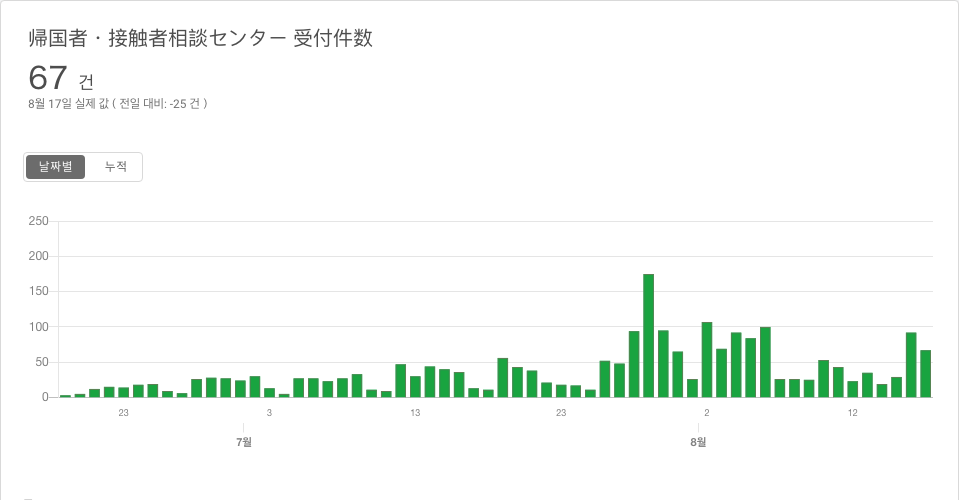 帰国者・接触者相談センター 受付件数
67 건
8월 17일 실제 값 ( 전일 대비: -25 건 )
날짜별 누적
250
200
150
100
50
0
23 3 13 23 2 12
7월 8월